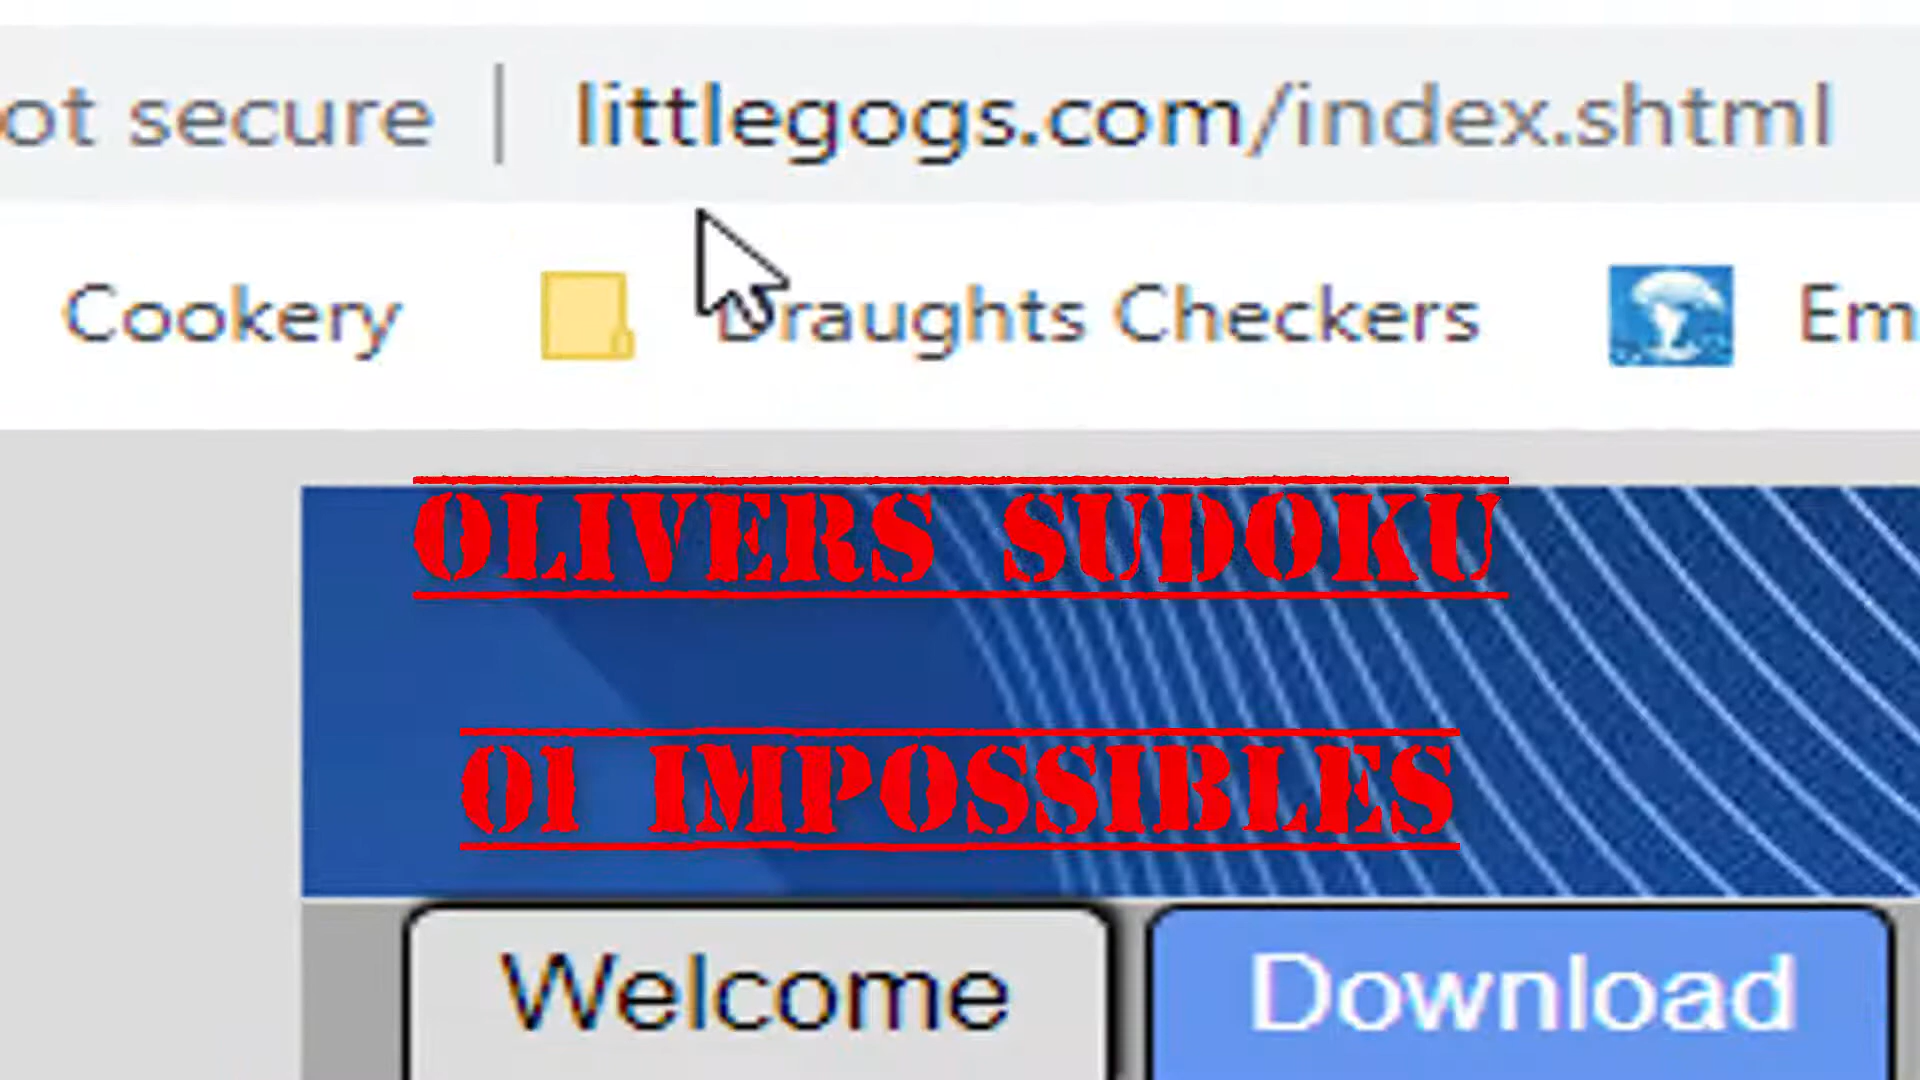 ot secure | littlegogs.com/index.shtml
Cookery Draughts Checkers Em
OLIVERS SUDOKU
01 IMPOSSIBLES
Welcome Download